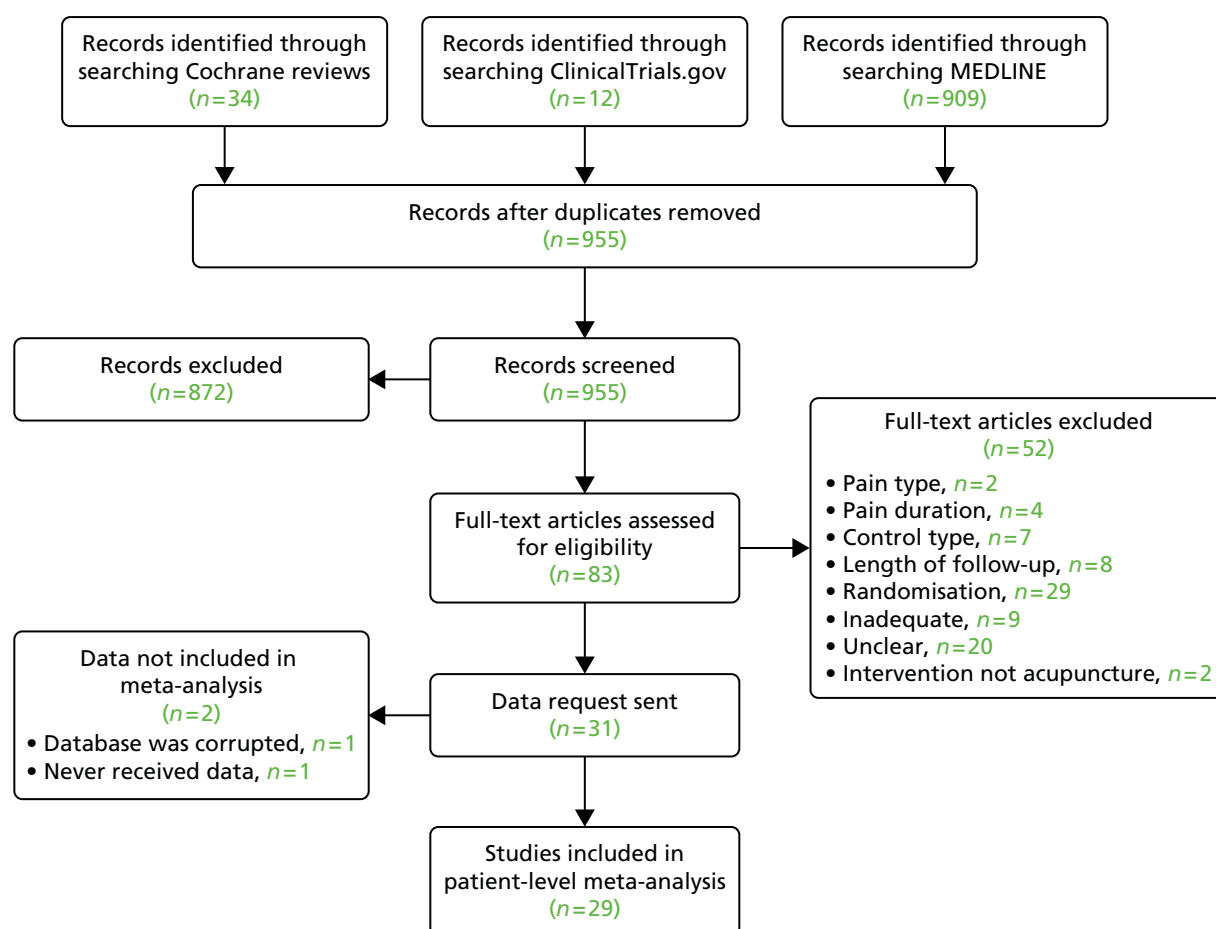 Records identified through
searching Cochrane reviews
(n=34)
Records identified through
searching ClinicalTrials.gov
(n=12)
Records identified through
searching MEDLINE
(n=909)
Records after duplicates removed
(n=955)
Records excluded
(n=872)
Records screened
(n=955)
Full-text articles assessed
for eligibility
(n=83)
Full-text articles excluded
(n=52)
• Pain type, n=2
• Pain duration, n=4
• Control type, n=7
• Length of follow-up, n=8
• Randomisation, n=29
• Inadequate, n=9
• Unclear, n=20
• Intervention not acupuncture, n=2
Data not included in
meta-analysis
(n=2)
• Database was corrupted, n=1
• Never received data, n=1
Data request sent
(n=31)
Studies included in
patient-level meta-analysis
(n=29)